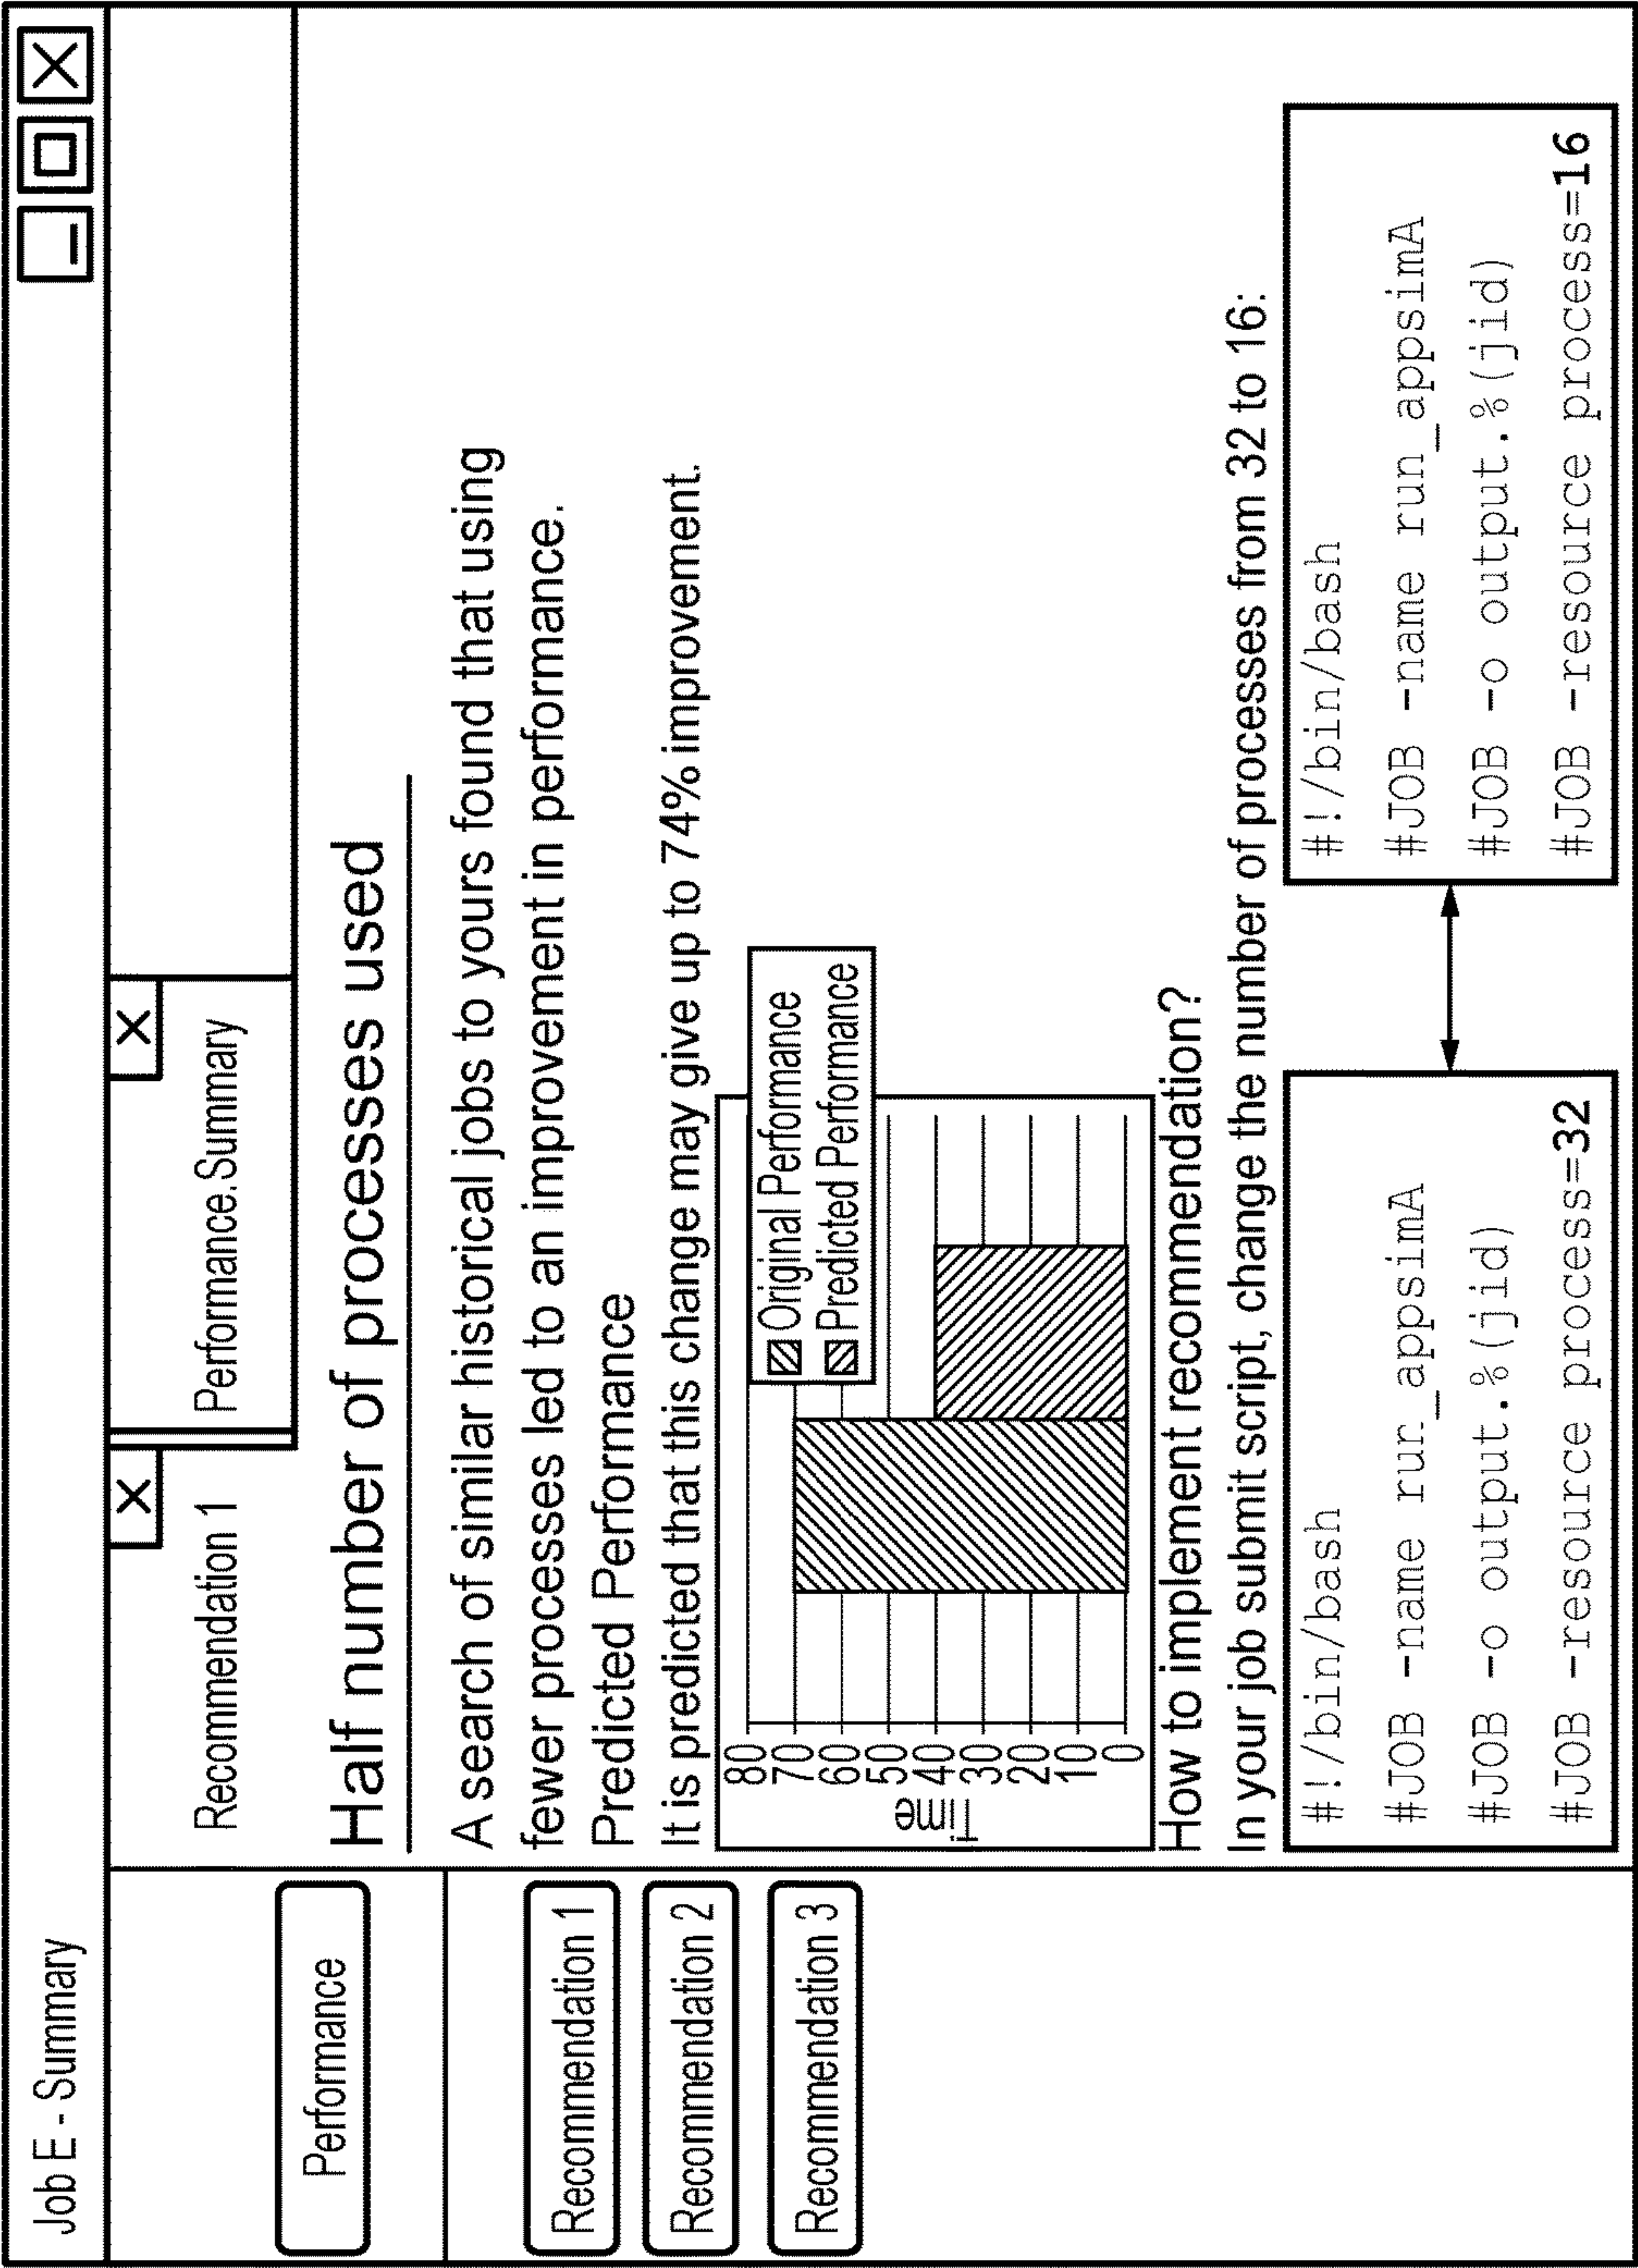 Job E - Summary
Performance
Recommendation 1
Recommendation 2
Recommendation 3
Recommendation 1
X
Performance.Summary
X
Half number of processes used
A search of similar historical jobs to yours found that using
fewer processes led to an improvement in performance.
Predicted Performance
It is predicted that this change may give up to 74% improvement.
Time
80
70
60
50
40
30
20
10
0
Original Performance
Predicted Performance
How to implement recommendation?
In your job submit script, change the number of processes from 32 to 16:
#!/bin/bash
#JOB -name run_appsimA
#JOB -o output.%(jid)
#JOB -resource process=32
#!/bin/bash
#JOB -name run_appsimA
#JOB -o output.%(jid)
#JOB -resource process=16